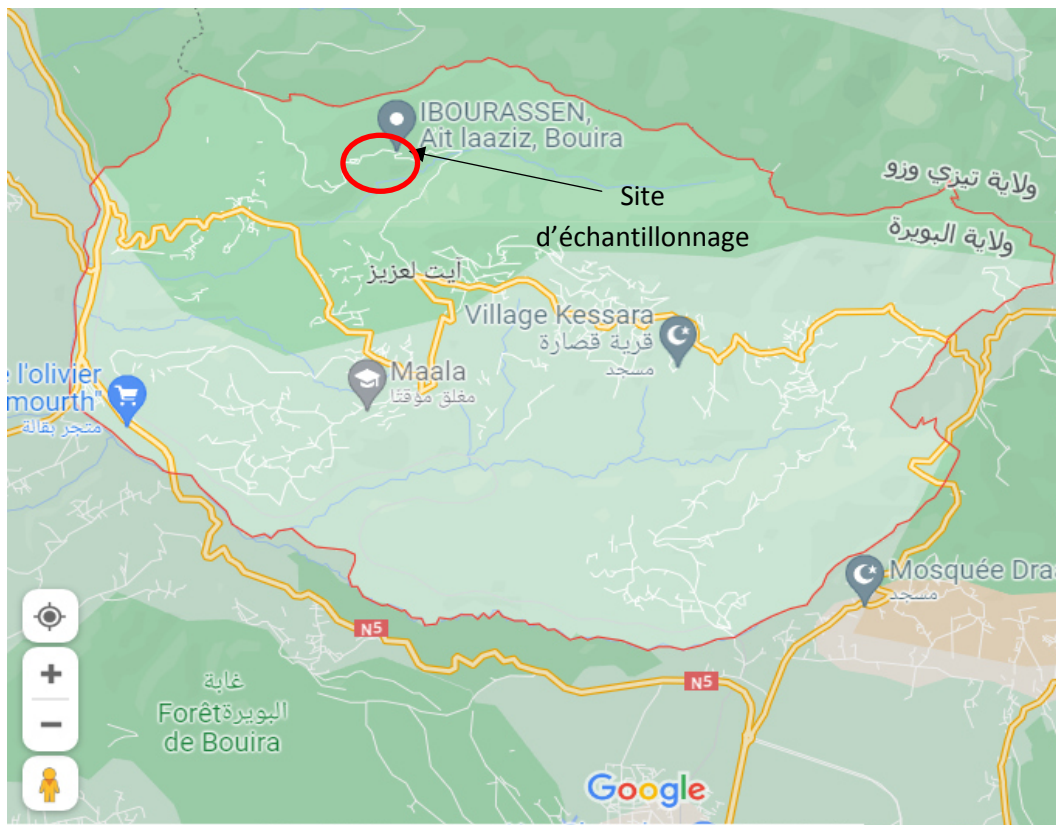 IBOURASSEN,
Ait laaziz, Bouira
Site
d'échantillonnage
ولاية تيزي وزو
ولاية البويرة
آيت لعزيز
Village Kessara
قرية قصارة
مسجد
Maala
مغلق مؤقتا
e l'olivier
mourth"
متجر بقالة
Mosquée Dra
مسجد
N5
N5
غابة
البويرة Forêt
de Bouira
Google